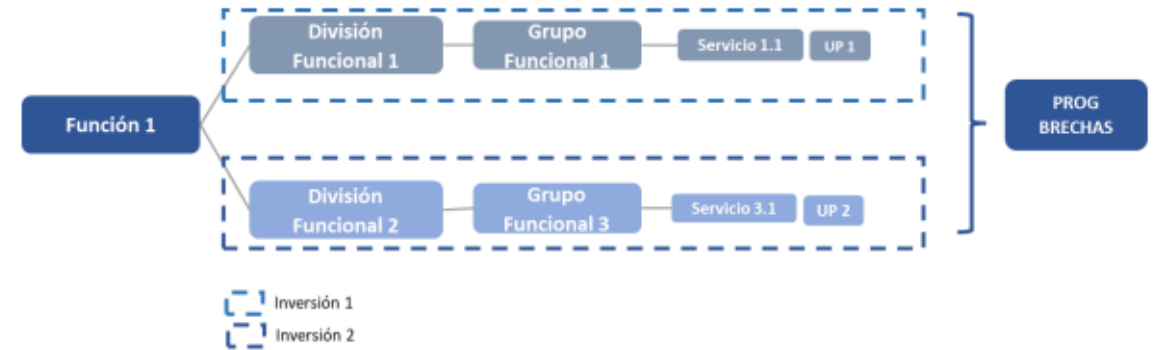 División
Funcional 1
Grupo
Funcional 1
Servicio 1.1
UP 1
Función 1
PROG
BRECHAS
División
Funcional 2
Grupo
Funcional 3
Servicio 3.1
UP 2
Inversión 1
Inversión 2